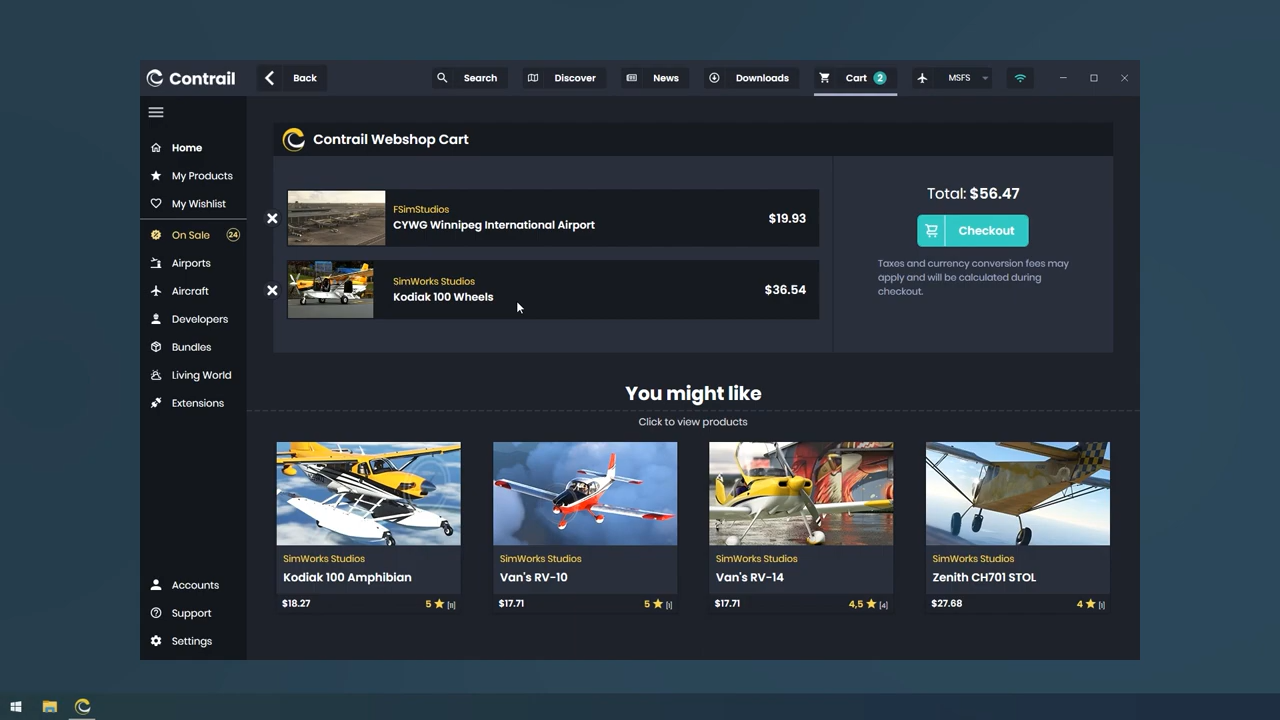 Contrail
Back
Search
Discover
News
Downloads
Cart 2
MSFS
Home
My Products
My Wishlist
On Sale 24
Airports
Aircraft
Developers
Bundles
Living World
Extensions
Accounts
Support
Settings
Contrail Webshop Cart
FSimStudios
CYWG Winnipeg International Airport
$19.93
SimWorks Studios
Kodiak 100 Wheels
$36.54
Total: $56.47
Checkout
Taxes and currency conversion fees may
apply and will be calculated during
checkout.
You might like
Click to view products
SimWorks Studios
Kodiak 100 Amphibian
$18.27
5
SimWorks Studios
Van's RV-10
$17.71
5 [1]
SimWorks Studios
Van's RV-14
$17.71
4,5 [4]
SimWorks Studios
Zenith CH701 STOL
$27.68
4 [1]